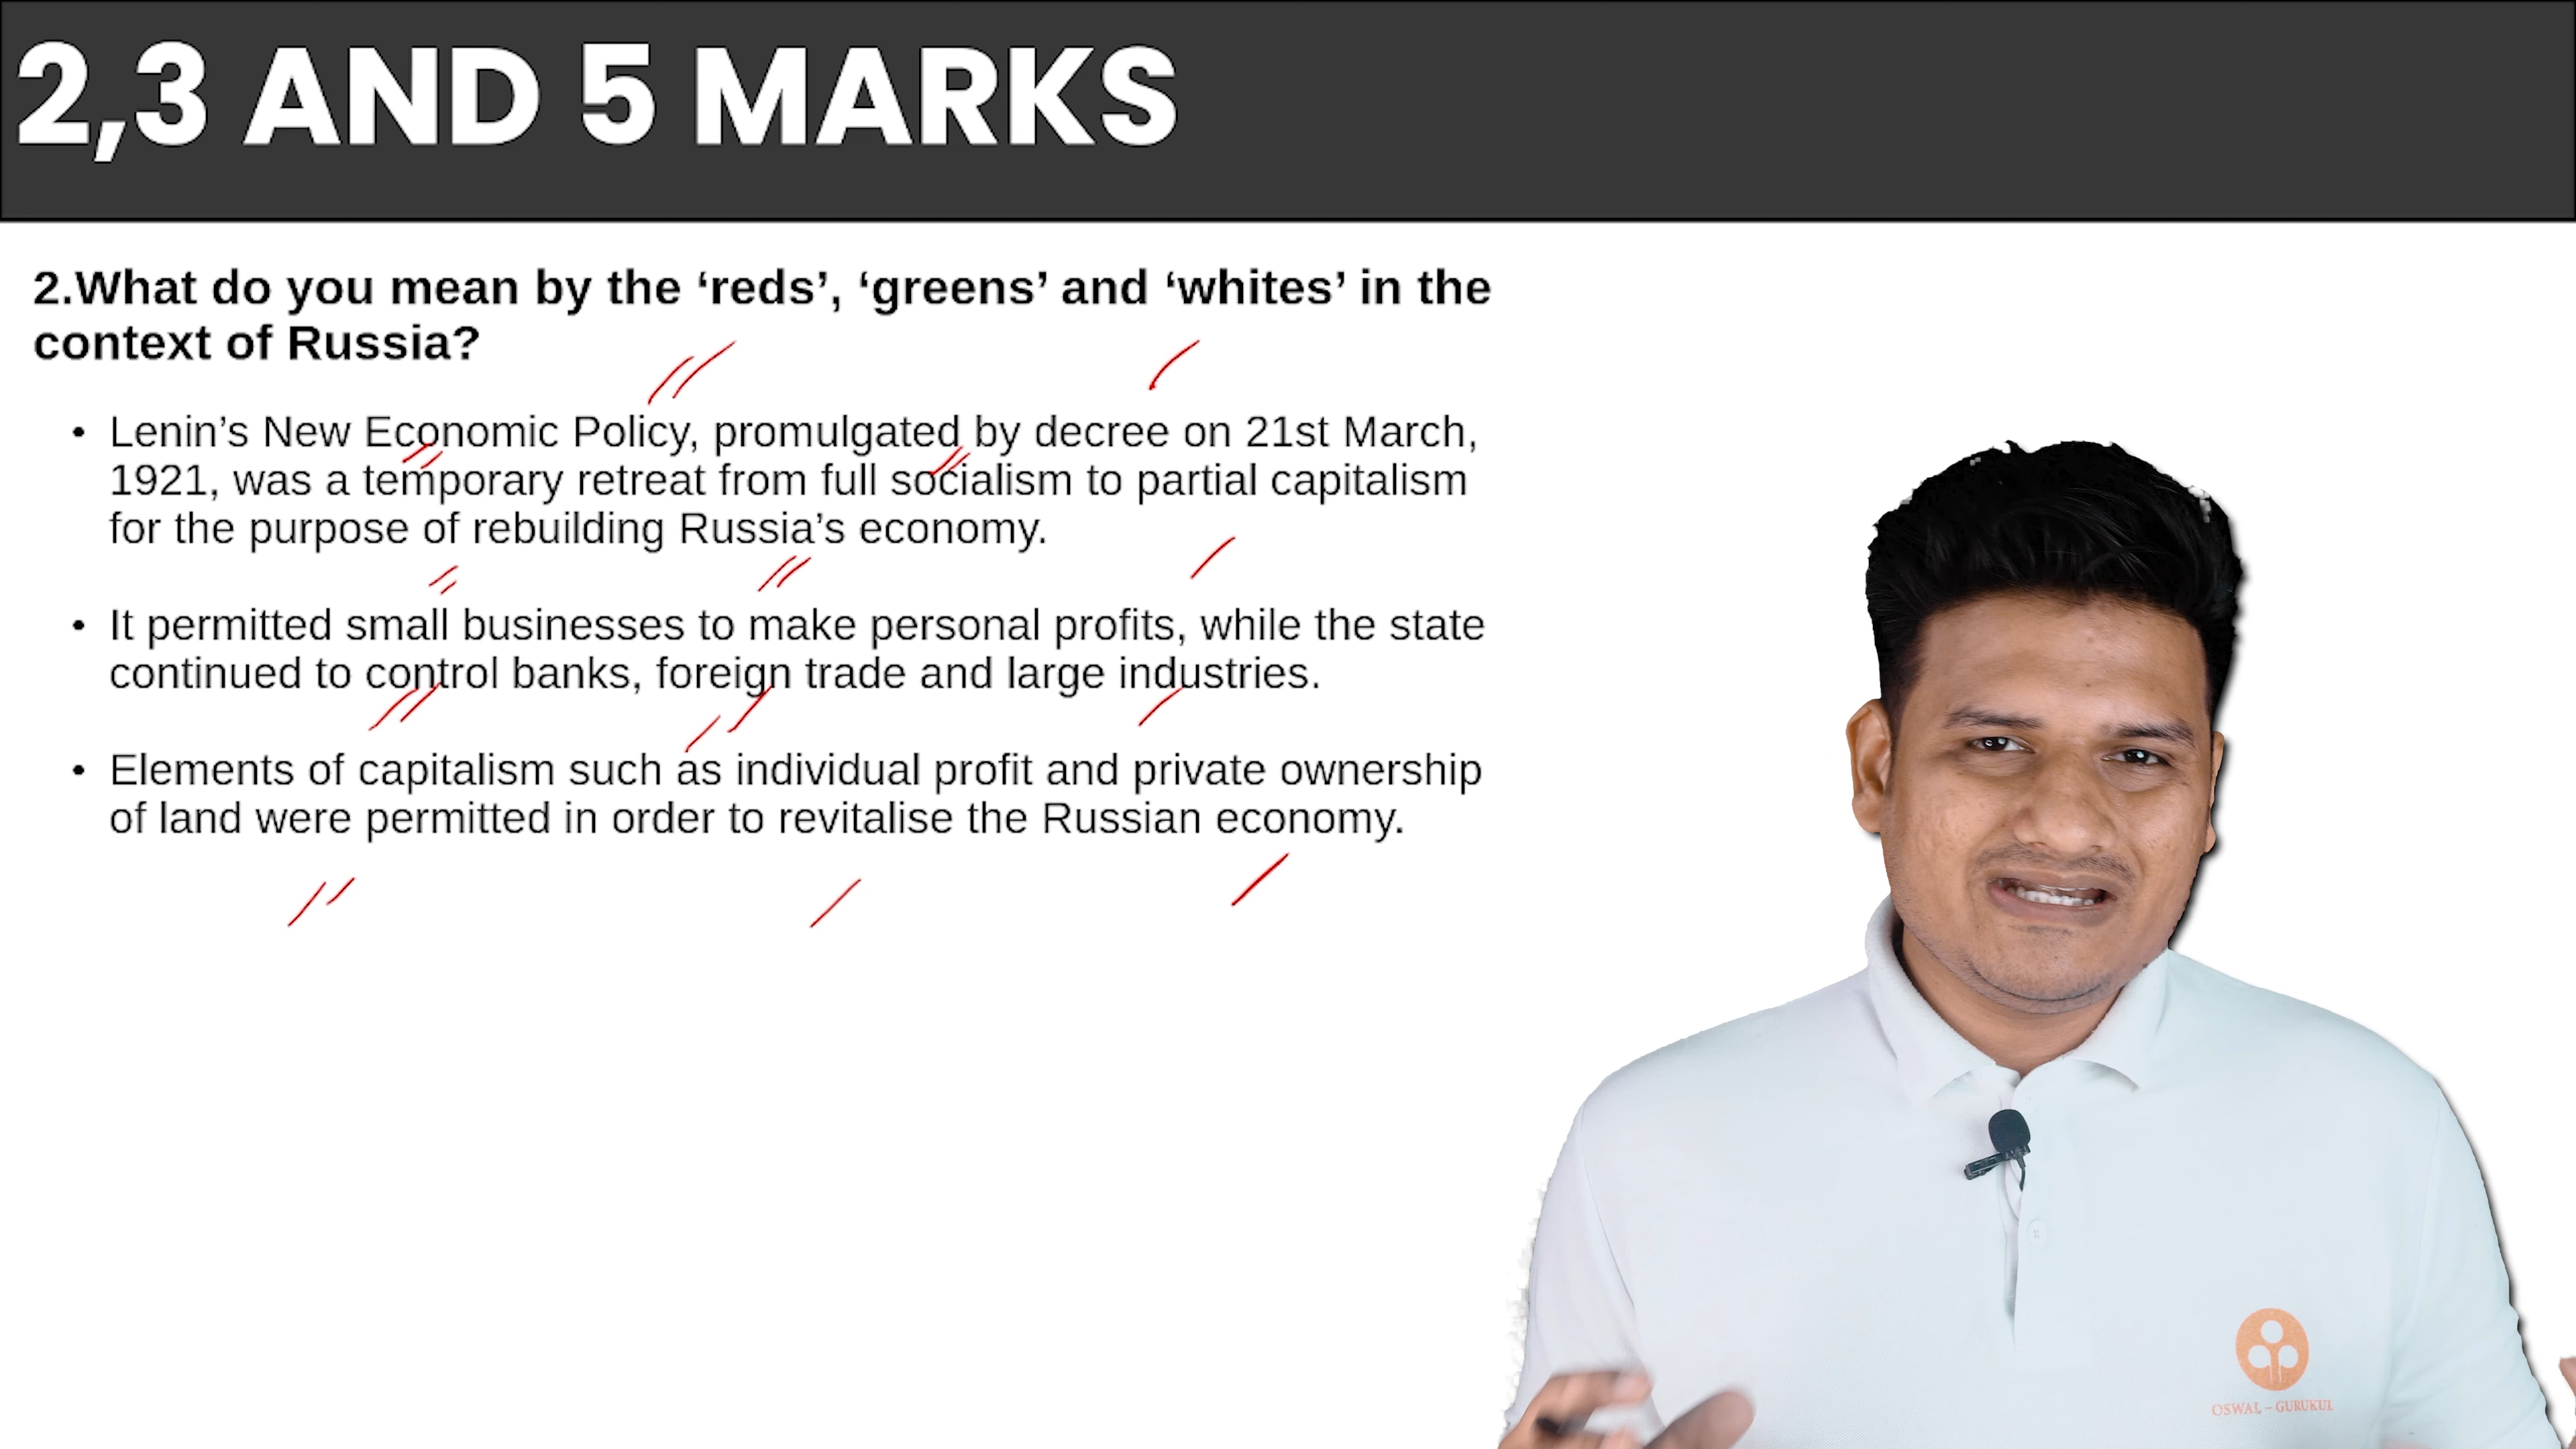 2,3 AND 5 MARKS
2.What do you mean by the ‘reds’, ‘greens’ and ‘whites’ in the
context of Russia?
• Lenin’s New Economic Policy, promulgated by decree on 21st March,
1921, was a temporary retreat from full socialism to partial capitalism
for the purpose of rebuilding Russia’s economy.
• It permitted small businesses to make personal profits, while the state
continued to control banks, foreign trade and large industries.
• Elements of capitalism such as individual profit and private ownership
of land were permitted in order to revitalise the Russian economy.
OSWAL – GURUKUL